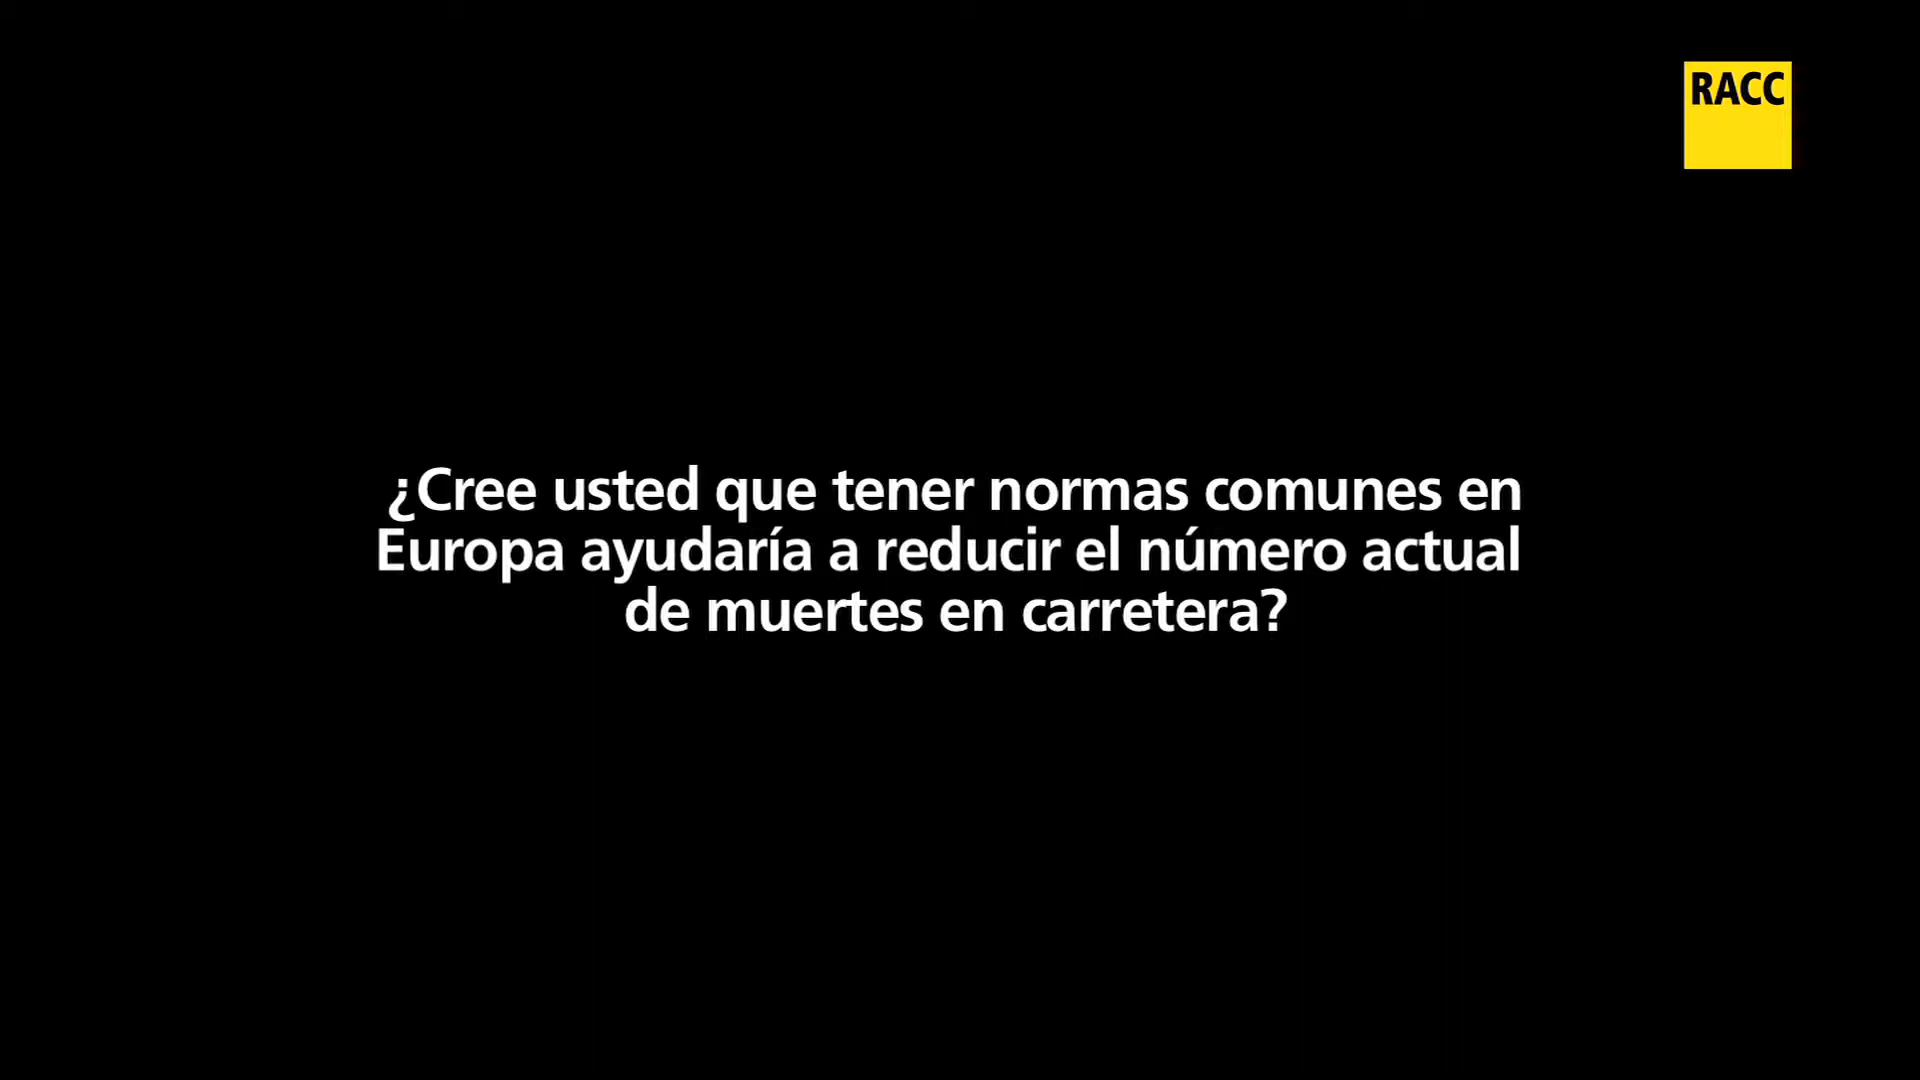 RACC
¿Cree usted que tener normas comunes en
Europa ayudaría a reducir el número actual
de muertes en carretera?